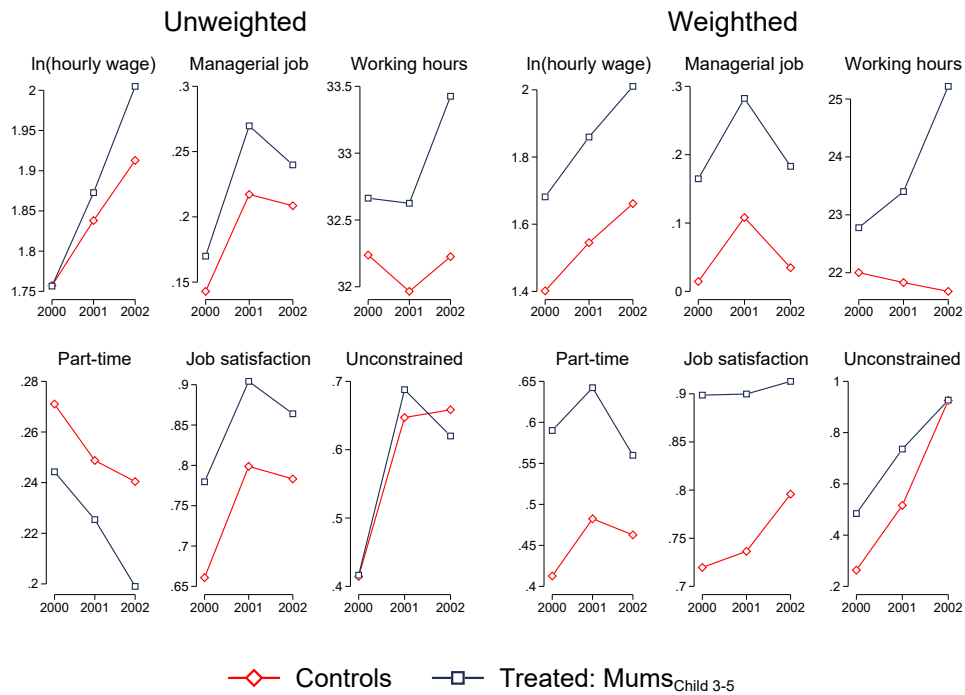 Unweighted
Weighthed
ln(hourly wage)
Managerial job
Working hours
ln(hourly wage)
Managerial job
Working hours
2
1.95
1.9
1.85
1.8
1.75
2000 2001 2002
.3
.25
.2
.15
2000 2001 2002
33.5
33
32.5
32
2000 2001 2002
2
1.8
1.6
1.4
2000 2001 2002
.3
.2
.1
0
2000 2001 2002
25
24
23
22
2000 2001 2002
Part-time
Job satisfaction
Unconstrained
Part-time
Job satisfaction
Unconstrained
.28
.26
.24
.22
.2
2000 2001 2002
.9
.85
.8
.75
.7
.65
2000 2001 2002
.7
.6
.5
.4
2000 2001 2002
.65
.6
.55
.5
.45
.4
2000 2001 2002
.9
.85
.8
.75
.7
2000 2001 2002
1
.8
.6
.4
.2
2000 2001 2002
Controls
Treated: Mums Child 3-5